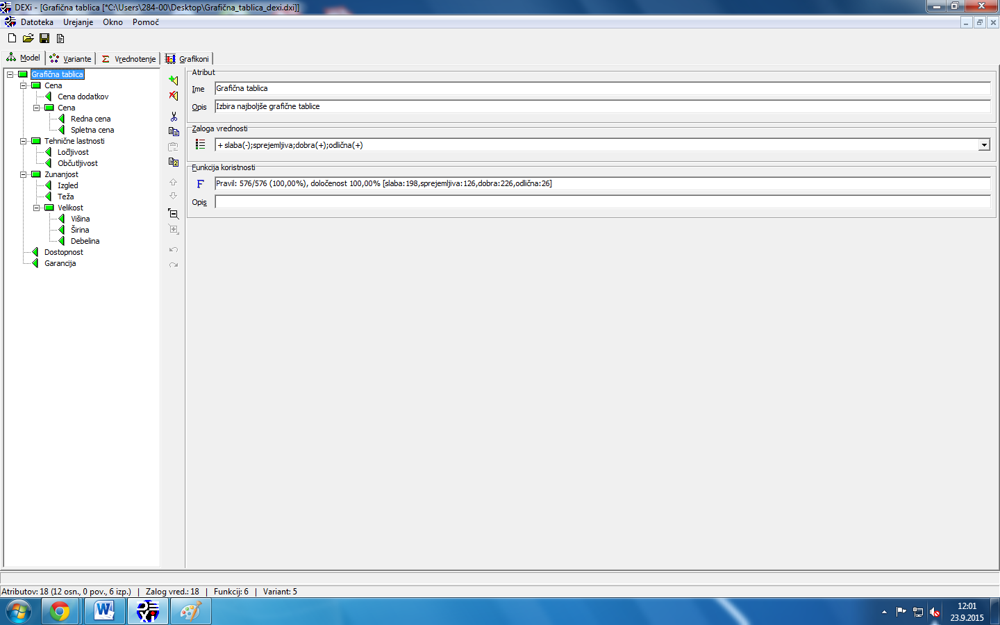 DEXi - [Grafična tablica [*C:\Users\284-00\Desktop\Grafična_tablica_dexi.dxi]]
Datoteka Urejanje Okno Pomoč
Model Variante Vrednotenje Grafikoni
Grafična tablica
Cena
Cena dodatkov
Cena
Redna cena
Spletna cena
Tehnične lastnosti
Ločljivost
Občutljivost
Zunanjost
Izgled
Teža
Velikost
Višina
Širina
Debelina
Dostopnost
Garancija
Atribut
Ime Grafična tablica
Opis Izbira najboljše grafične tablice
Zaloga vrednosti
+ slaba(-);sprejemljiva;dobra(+);odlična(+)
Funkcija koristnosti
F Pravil: 576/576 (100,00%), določenost 100,00% [slaba:198,sprejemljiva:126,dobra:226,odlična:26]
Opis
Atributov: 18 (12 osn., 0 pov., 6 izp.) | Zalog vred.: 18 | Funkcij: 6 | Variant: 5
12:01
23.9.2015